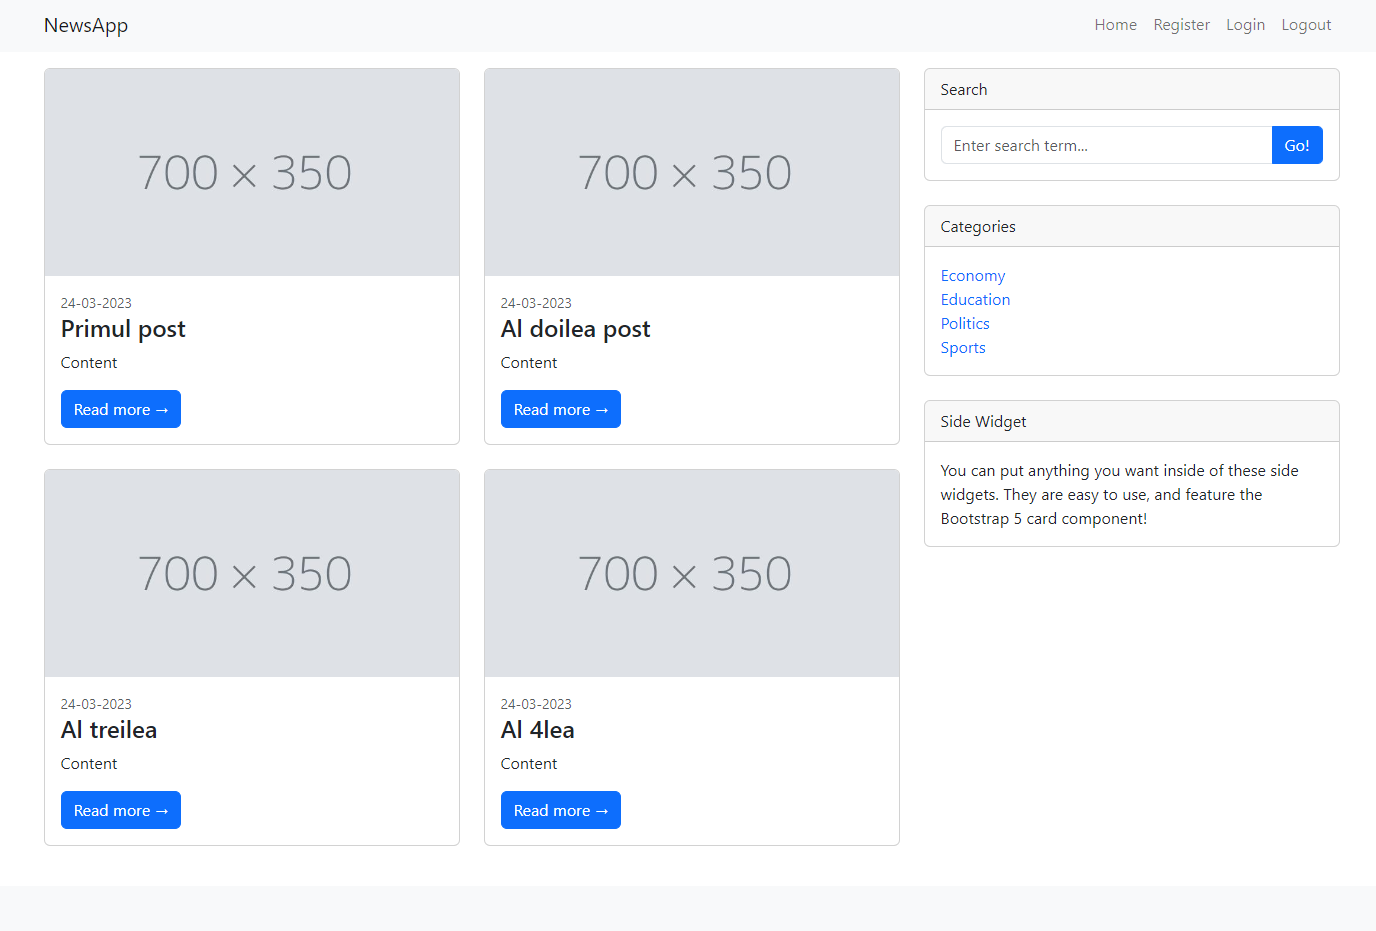 NewsApp
Home Register Login Logout
700 × 350
24-03-2023
Primul post
Content
Read more →
700 × 350
24-03-2023
Al doilea post
Content
Read more →
700 × 350
24-03-2023
Al treilea
Content
Read more →
700 × 350
24-03-2023
Al 4lea
Content
Read more →
Search
Enter search term... Go!
Categories
Economy
Education
Politics
Sports
Side Widget
You can put anything you want inside of these side
widgets. They are easy to use, and feature the
Bootstrap 5 card component!